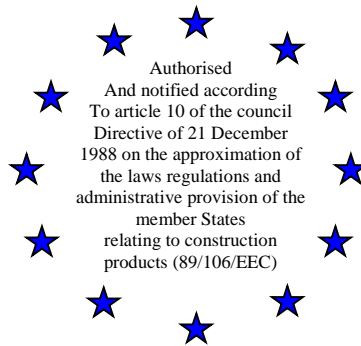 Authorised
And notified according
To article 10 of the council
Directive of 21 December
1988 on the approximation of
the laws regulations and
administrative provision of the
member States
relating to construction
products (89/106/EEC)